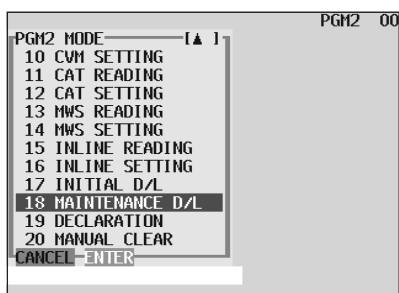 PGM2 00
PGM2 MODE [▲ ]
10 CVM SETTING
11 CAT READING
12 CAT SETTING
13 MWS READING
14 MWS SETTING
15 INLINE READING
16 INLINE SETTING
17 INITIAL D/L
18 MAINTENANCE D/L
19 DECLARATION
20 MANUAL CLEAR
CANCEL ENTER